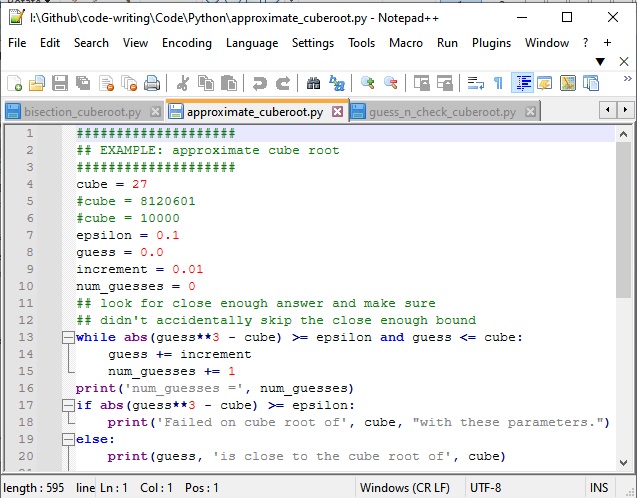 I:\Github\code-writing\Code\Python\approximate_cuberoot.py - Notepad++
File Edit Search View Encoding Language Settings Tools Macro Run Plugins Window ? +
bisection_cuberoot.py approximate_cuberoot.py guess_n_check_cuberoot.py
1 ####################
2 ## EXAMPLE: approximate cube root
3 ####################
4 cube = 27
5 #cube = 8120601
6 #cube = 10000
7 epsilon = 0.1
8 guess = 0.0
9 increment = 0.01
10 num_guesses = 0
11 ## look for close enough answer and make sure
12 ## didn't accidentally skip the close enough bound
13 while abs(guess**3 - cube) >= epsilon and guess <= cube:
14     guess += increment
15     num_guesses += 1
16 print('num_guesses =', num_guesses)
17 if abs(guess**3 - cube) >= epsilon:
18     print('Failed on cube root of', cube, "with these parameters.")
19 else:
20     print(guess, 'is close to the cube root of', cube)
21
length : 595 line Ln : 1 Col : 1 Pos : 1 Windows (CR LF) UTF-8 INS